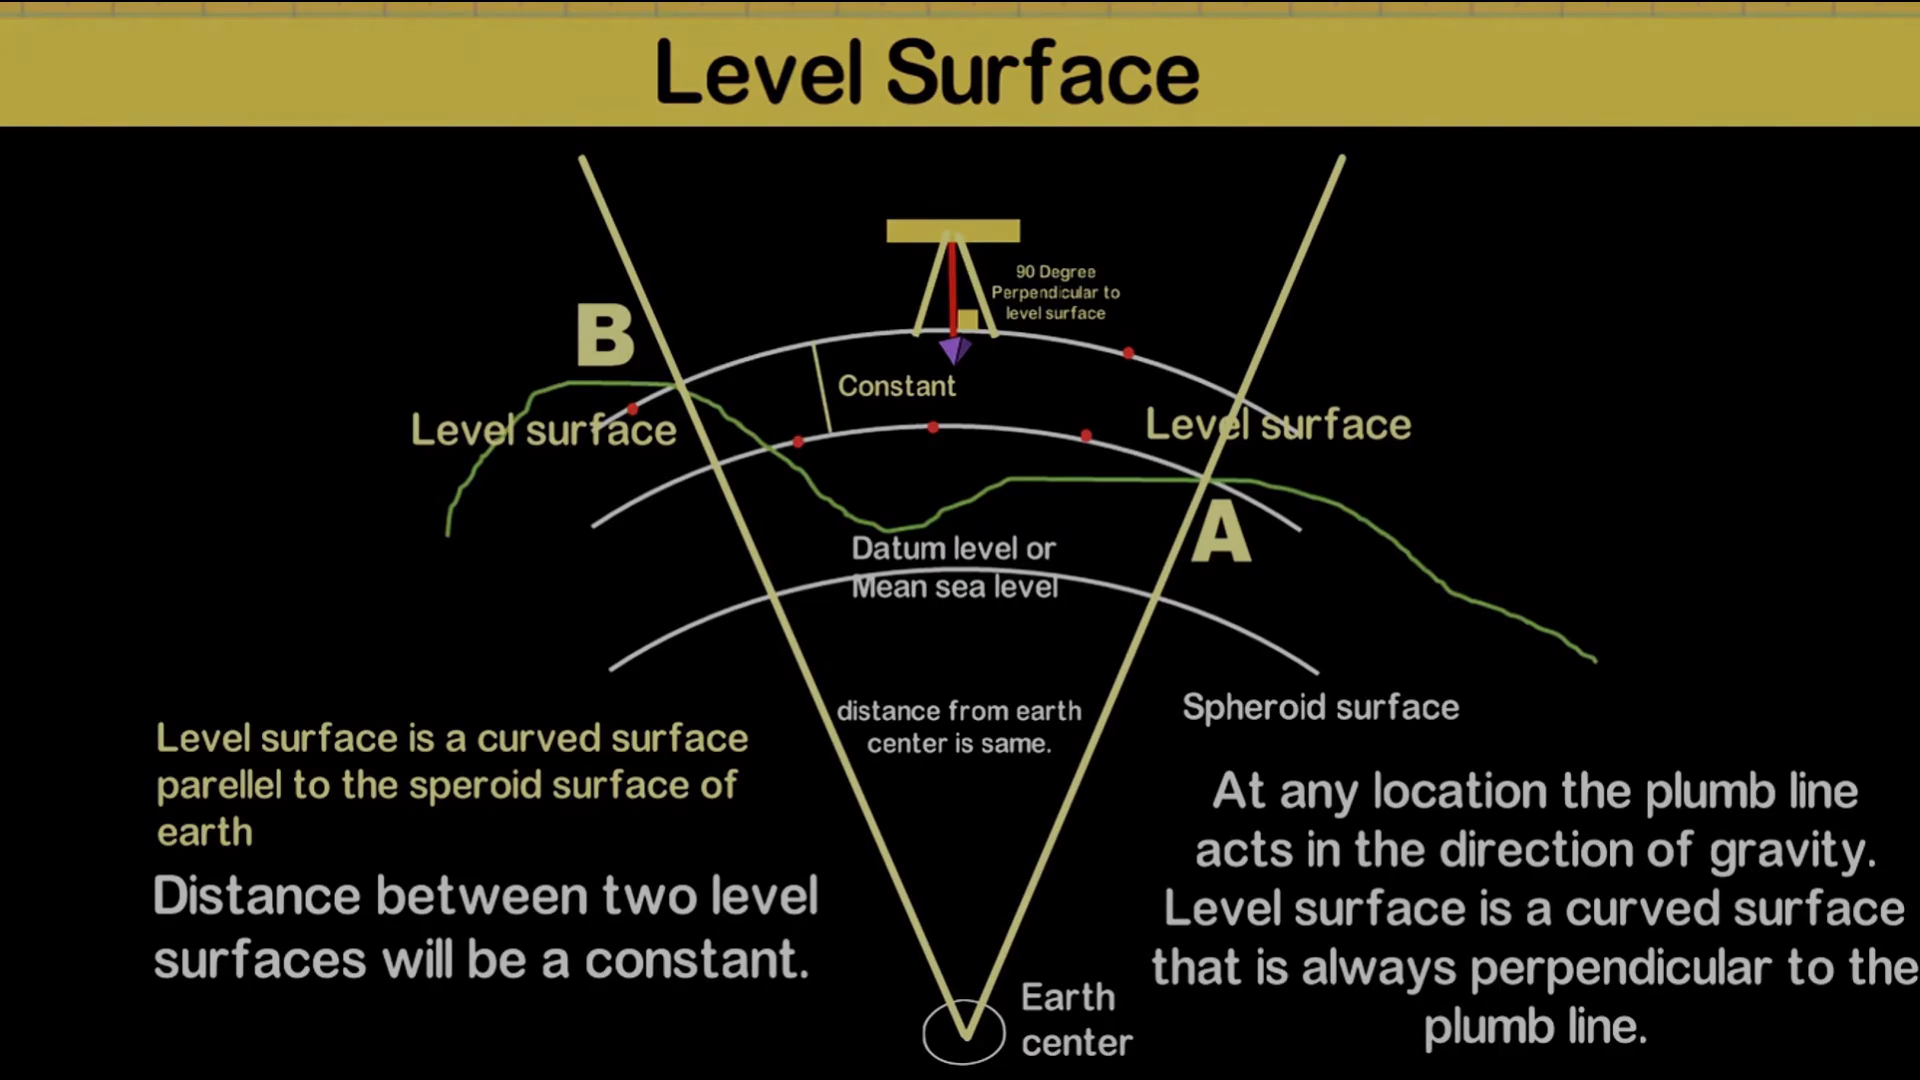 Level Surface
90 Degree
Perpendicular to
level surface
B
Constant
Level surface
Level surface
A
Datum level or
Mean sea level
distance from earth
center is same.
Spheroid surface
Level surface is a curved surface
parellel to the speroid surface of
earth
Distance between two level
surfaces will be a constant.
At any location the plumb line
acts in the direction of gravity.
Level surface is a curved surface
that is always perpendicular to the
plumb line.
Earth
center